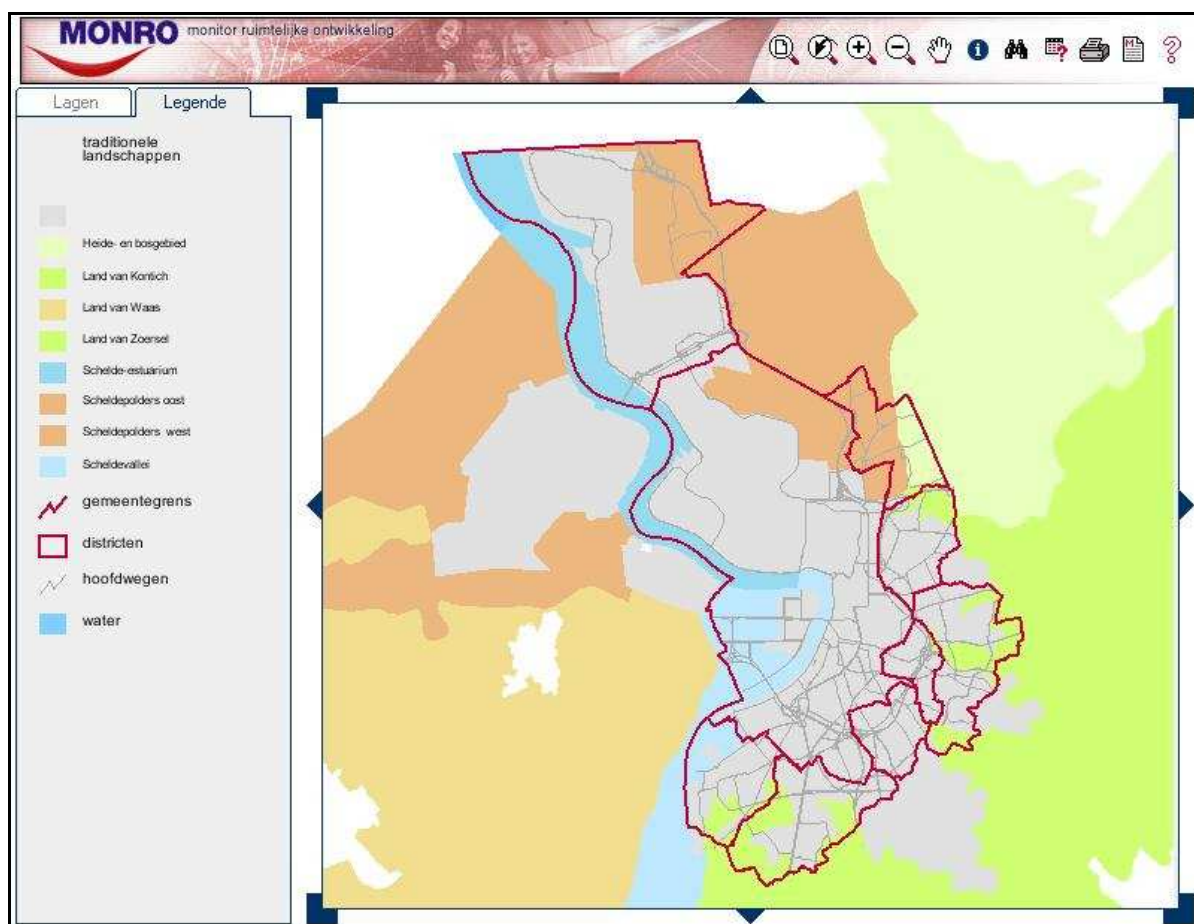 MONRO monitor ruimtelijke ontwikkeling
Lagen
Legende
traditionele
landschappen
Heide- en bosgebied
Land van Kontich
Land van Waas
Land van Zoersel
Schelde-estuarium
Scheldepolders oost
Scheldepolders west
Scheldevallei
gemeentegrens
districten
hoofdwegen
water